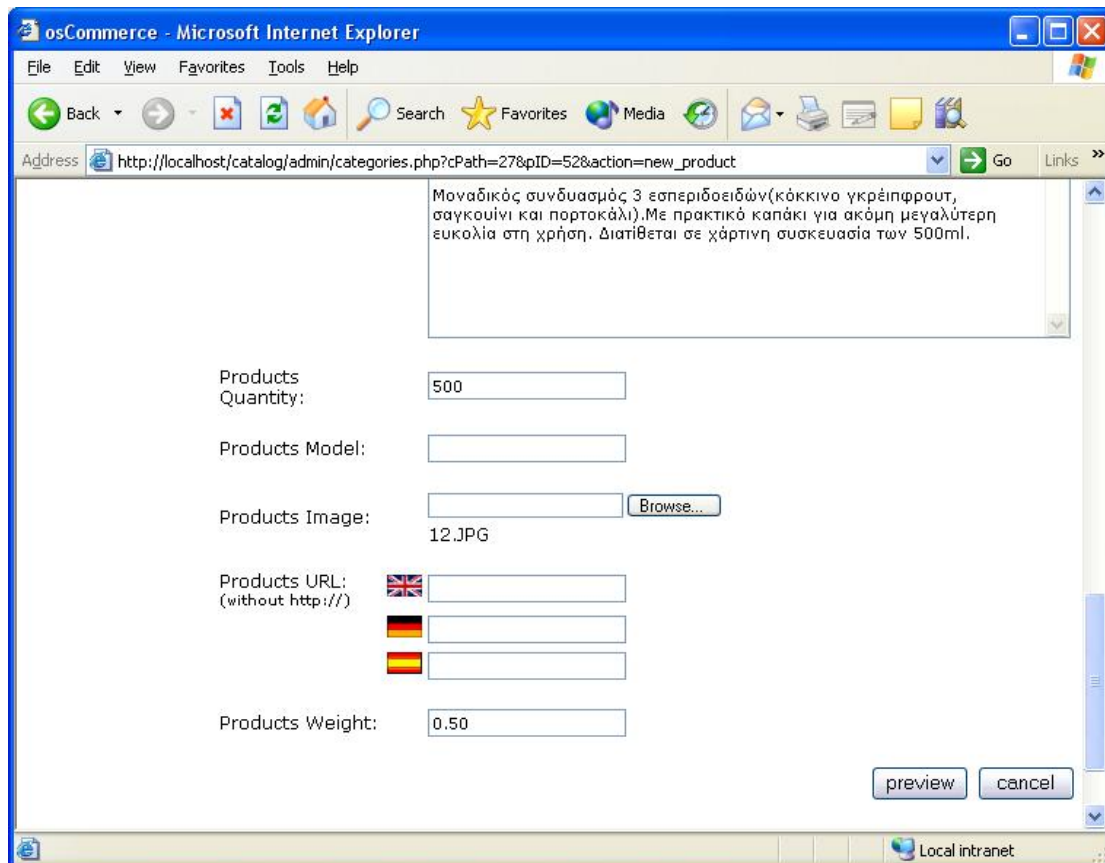 osCommerce - Microsoft Internet Explorer
File Edit View Favorites Tools Help
Back Search Favorites Media
Address http://localhost/catalog/admin/categories.php?cPath=27&pID=52&action=new_product Go Links »
Μοναδικός συνδυασμός 3 εσπεριδοειδών(κόκκινο γκρέιπφρουτ,
σαγκουίνι και πορτοκάλι).Με πρακτικό καπάκι για ακόμη μεγαλύτερη
ευκολία στη χρήση. Διατίθεται σε χάρτινη συσκευασία των 500ml.
Products
Quantity:
500
Products Model:
Products Image:
Browse...
12.JPG
Products URL:
(without http://)
Products Weight:
0.50
preview cancel
Local intranet